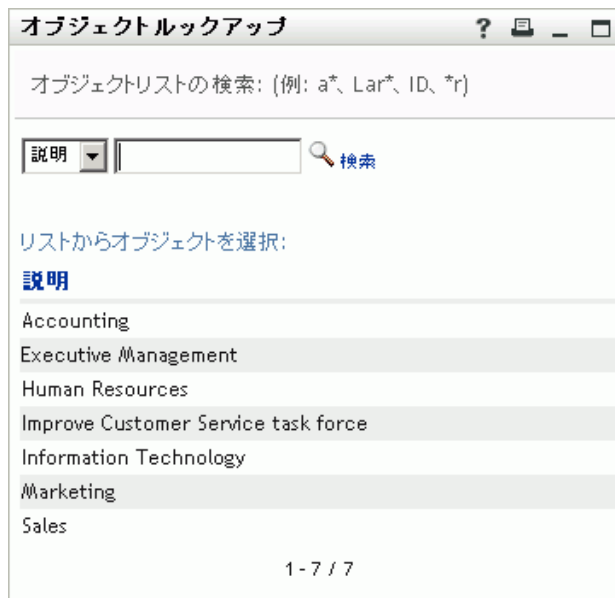 オブジェクトルックアップ ?
オブジェクトリストの検索: (例: a*、Lar*、ID、*r)
説明 検索
リストからオブジェクトを選択:
説明
Accounting
Executive Management
Human Resources
Improve Customer Service task force
Information Technology
Marketing
Sales
1 - 7 / 7